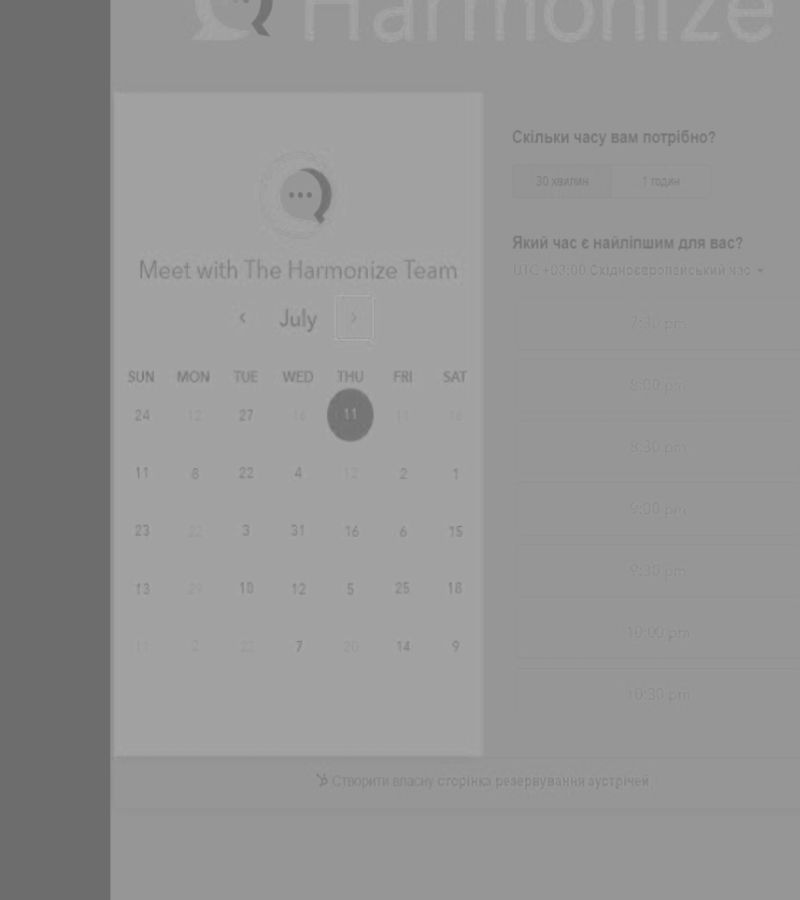 Harmonize
Meet with The Harmonize Team
July
SUN MON TUE WED THU FRI SAT
24 12 27 16 11 11 16
11 8 22 4 12 2 1
23 22 3 31 16 6 15
13 29 10 12 5 25 18
11 2 22 7 20 14 9
Скільки часу вам потрібно?
30 хвилин 1 годин
Який час є найліпшим для вас?
UTC +03:00 Східноєвропейський час
7:30 pm
8:00 pm
8:30 pm
9:00 pm
9:30 pm
10:00 pm
10:30 pm
Створити власну сторінка резервування зустрічей